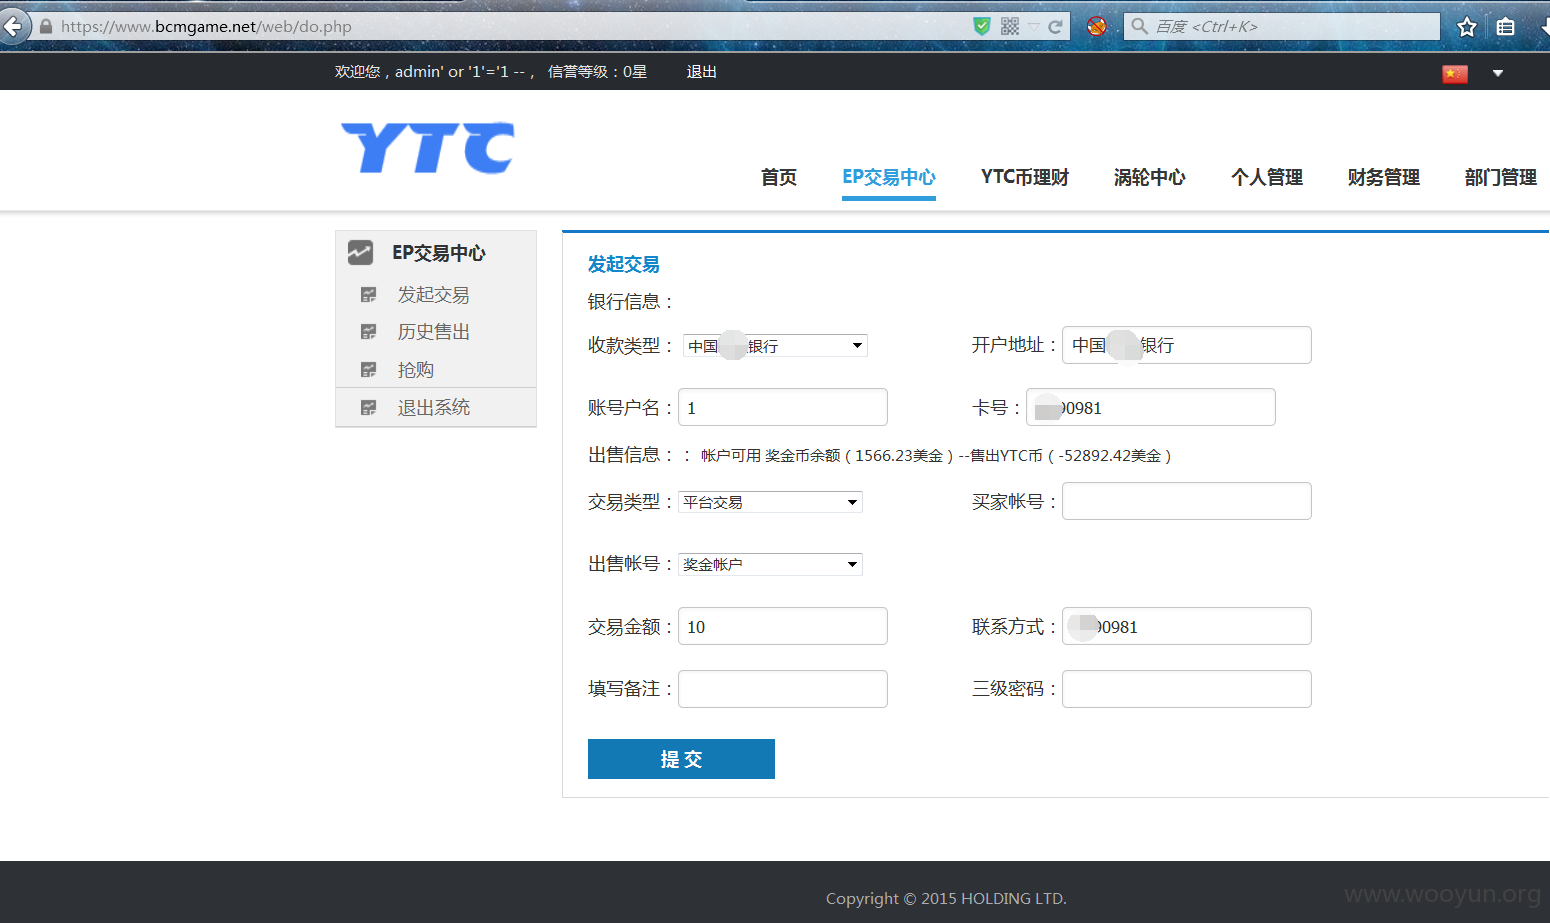 https://www.bcmgame.net/web/do.php
百度 <Ctrl+K>
欢迎您，admin' or '1'='1 -- ， 信誉等级：0星 退出
YTC
首页 EP交易中心 YTC币理财 涡轮中心 个人管理 财务管理 部门管理
EP交易中心
发起交易
历史售出
抢购
退出系统
发起交易
银行信息：
收款类型： 中国 银行 开户地址： 中国 银行
账号户名： 1 卡号： 0981
出售信息： ： 帐户可用 奖金币余额（1566.23美金）--售出YTC币（-52892.42美金）
交易类型： 平台交易 买家帐号：
出售帐号： 奖金帐户
交易金额： 10 联系方式： 0981
填写备注： 三级密码：
提 交
Copyright © 2015 HOLDING LTD.
www.wooyun.org